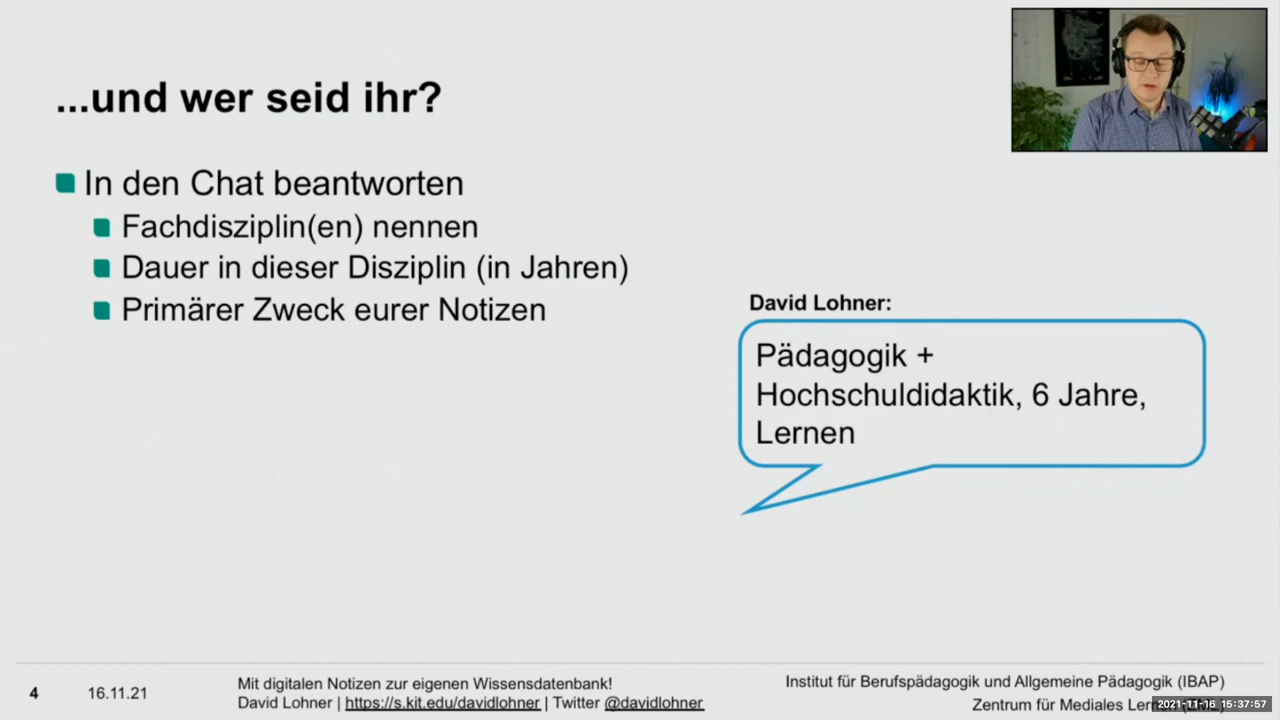 ...und wer seid ihr?
In den Chat beantworten
Fachdisziplin(en) nennen
Dauer in dieser Disziplin (in Jahren)
Primärer Zweck eurer Notizen
David Lohner:
Pädagogik +
Hochschuldidaktik, 6 Jahre,
Lernen
4
16.11.21
Mit digitalen Notizen zur eigenen Wissensdatenbank!
David Lohner | https://s.kit.edu/davidlohner | Twitter @davidlohner
Institut für Berufspädagogik und Allgemeine Pädagogik (IBAP)
Zentrum für Mediales
2021-11-16 15:37:57